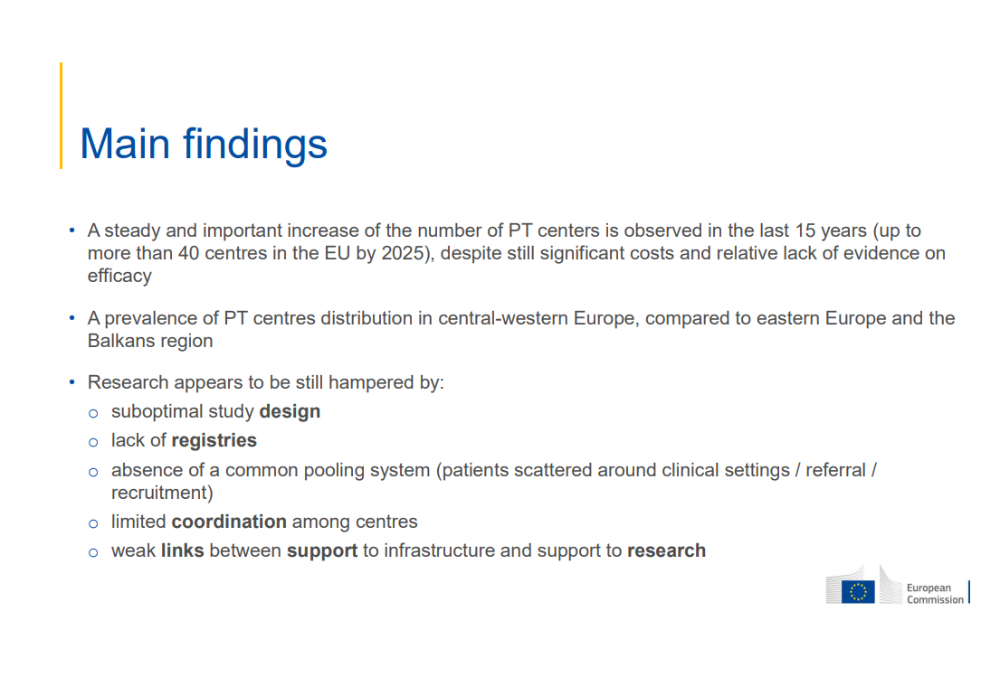 Main findings
• A steady and important increase of the number of PT centers is observed in the last 15 years (up to
more than 40 centres in the EU by 2025), despite still significant costs and relative lack of evidence on
efficacy
• A prevalence of PT centres distribution in central-western Europe, compared to eastern Europe and the
Balkans region
• Research appears to be still hampered by:
o suboptimal study design
o lack of registries
o absence of a common pooling system (patients scattered around clinical settings / referral /
recruitment)
o limited coordination among centres
o weak links between support to infrastructure and support to research
European
Commission